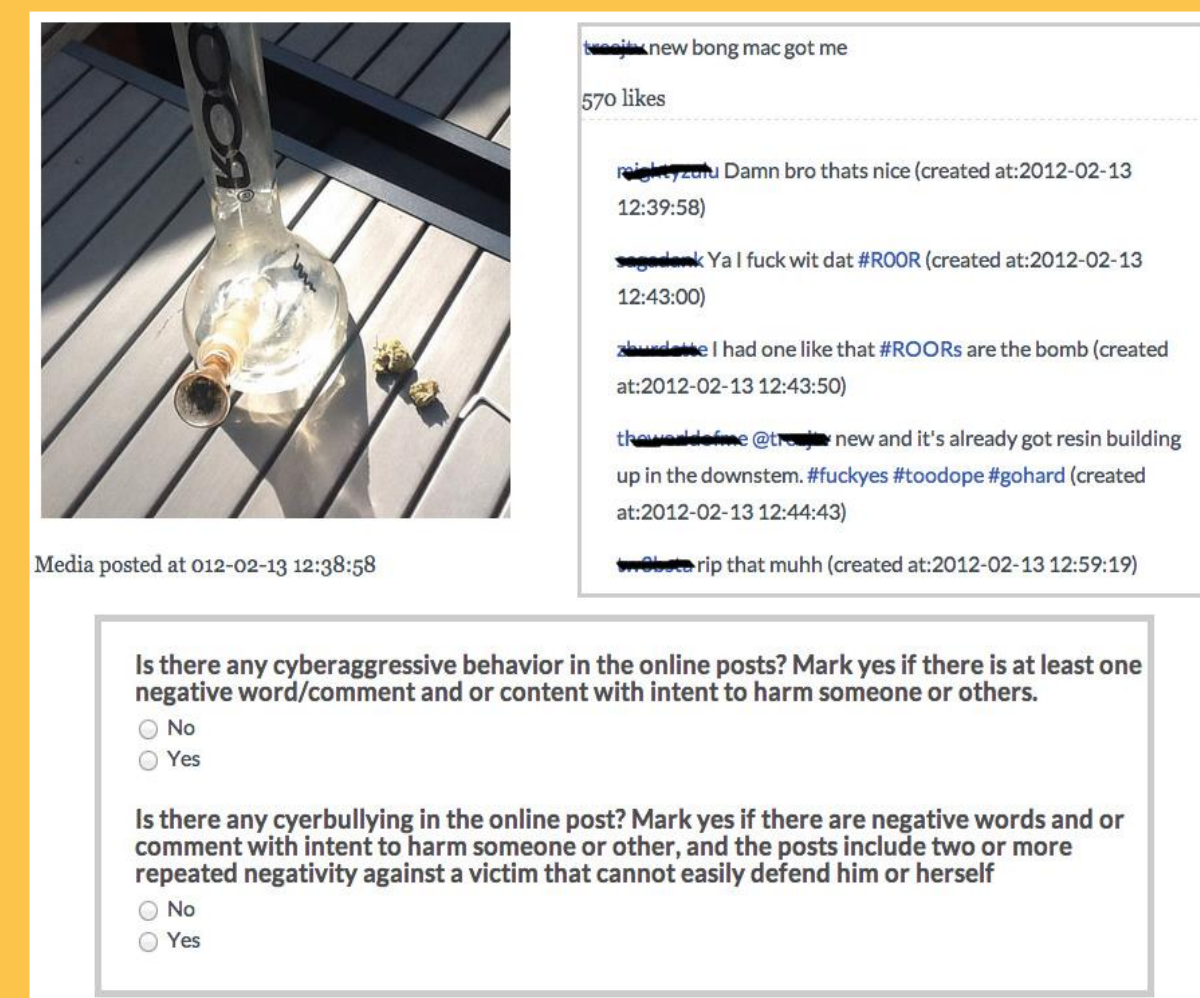 ROOR®
new bong mac got me
570 likes
Damn bro thats nice (created at:2012-02-13
12:39:58)
Ya I fuck wit dat #ROOR (created at:2012-02-13
12:43:00)
I had one like that #ROORs are the bomb (created
at:2012-02-13 12:43:50)
new and it's already got resin building
up in the downstem. #fuckyes #toodope #gohard (created
at:2012-02-13 12:44:43)
rip that muhh (created at:2012-02-13 12:59:19)
Media posted at 012-02-13 12:38:58
Is there any cyberaggressive behavior in the online posts? Mark yes if there is at least one
negative word/comment and or content with intent to harm someone or others.
No
Yes
Is there any cyerbullying in the online post? Mark yes if there are negative words and or
comment with intent to harm someone or other, and the posts include two or more
repeated negativity against a victim that cannot easily defend him or herself
No
Yes